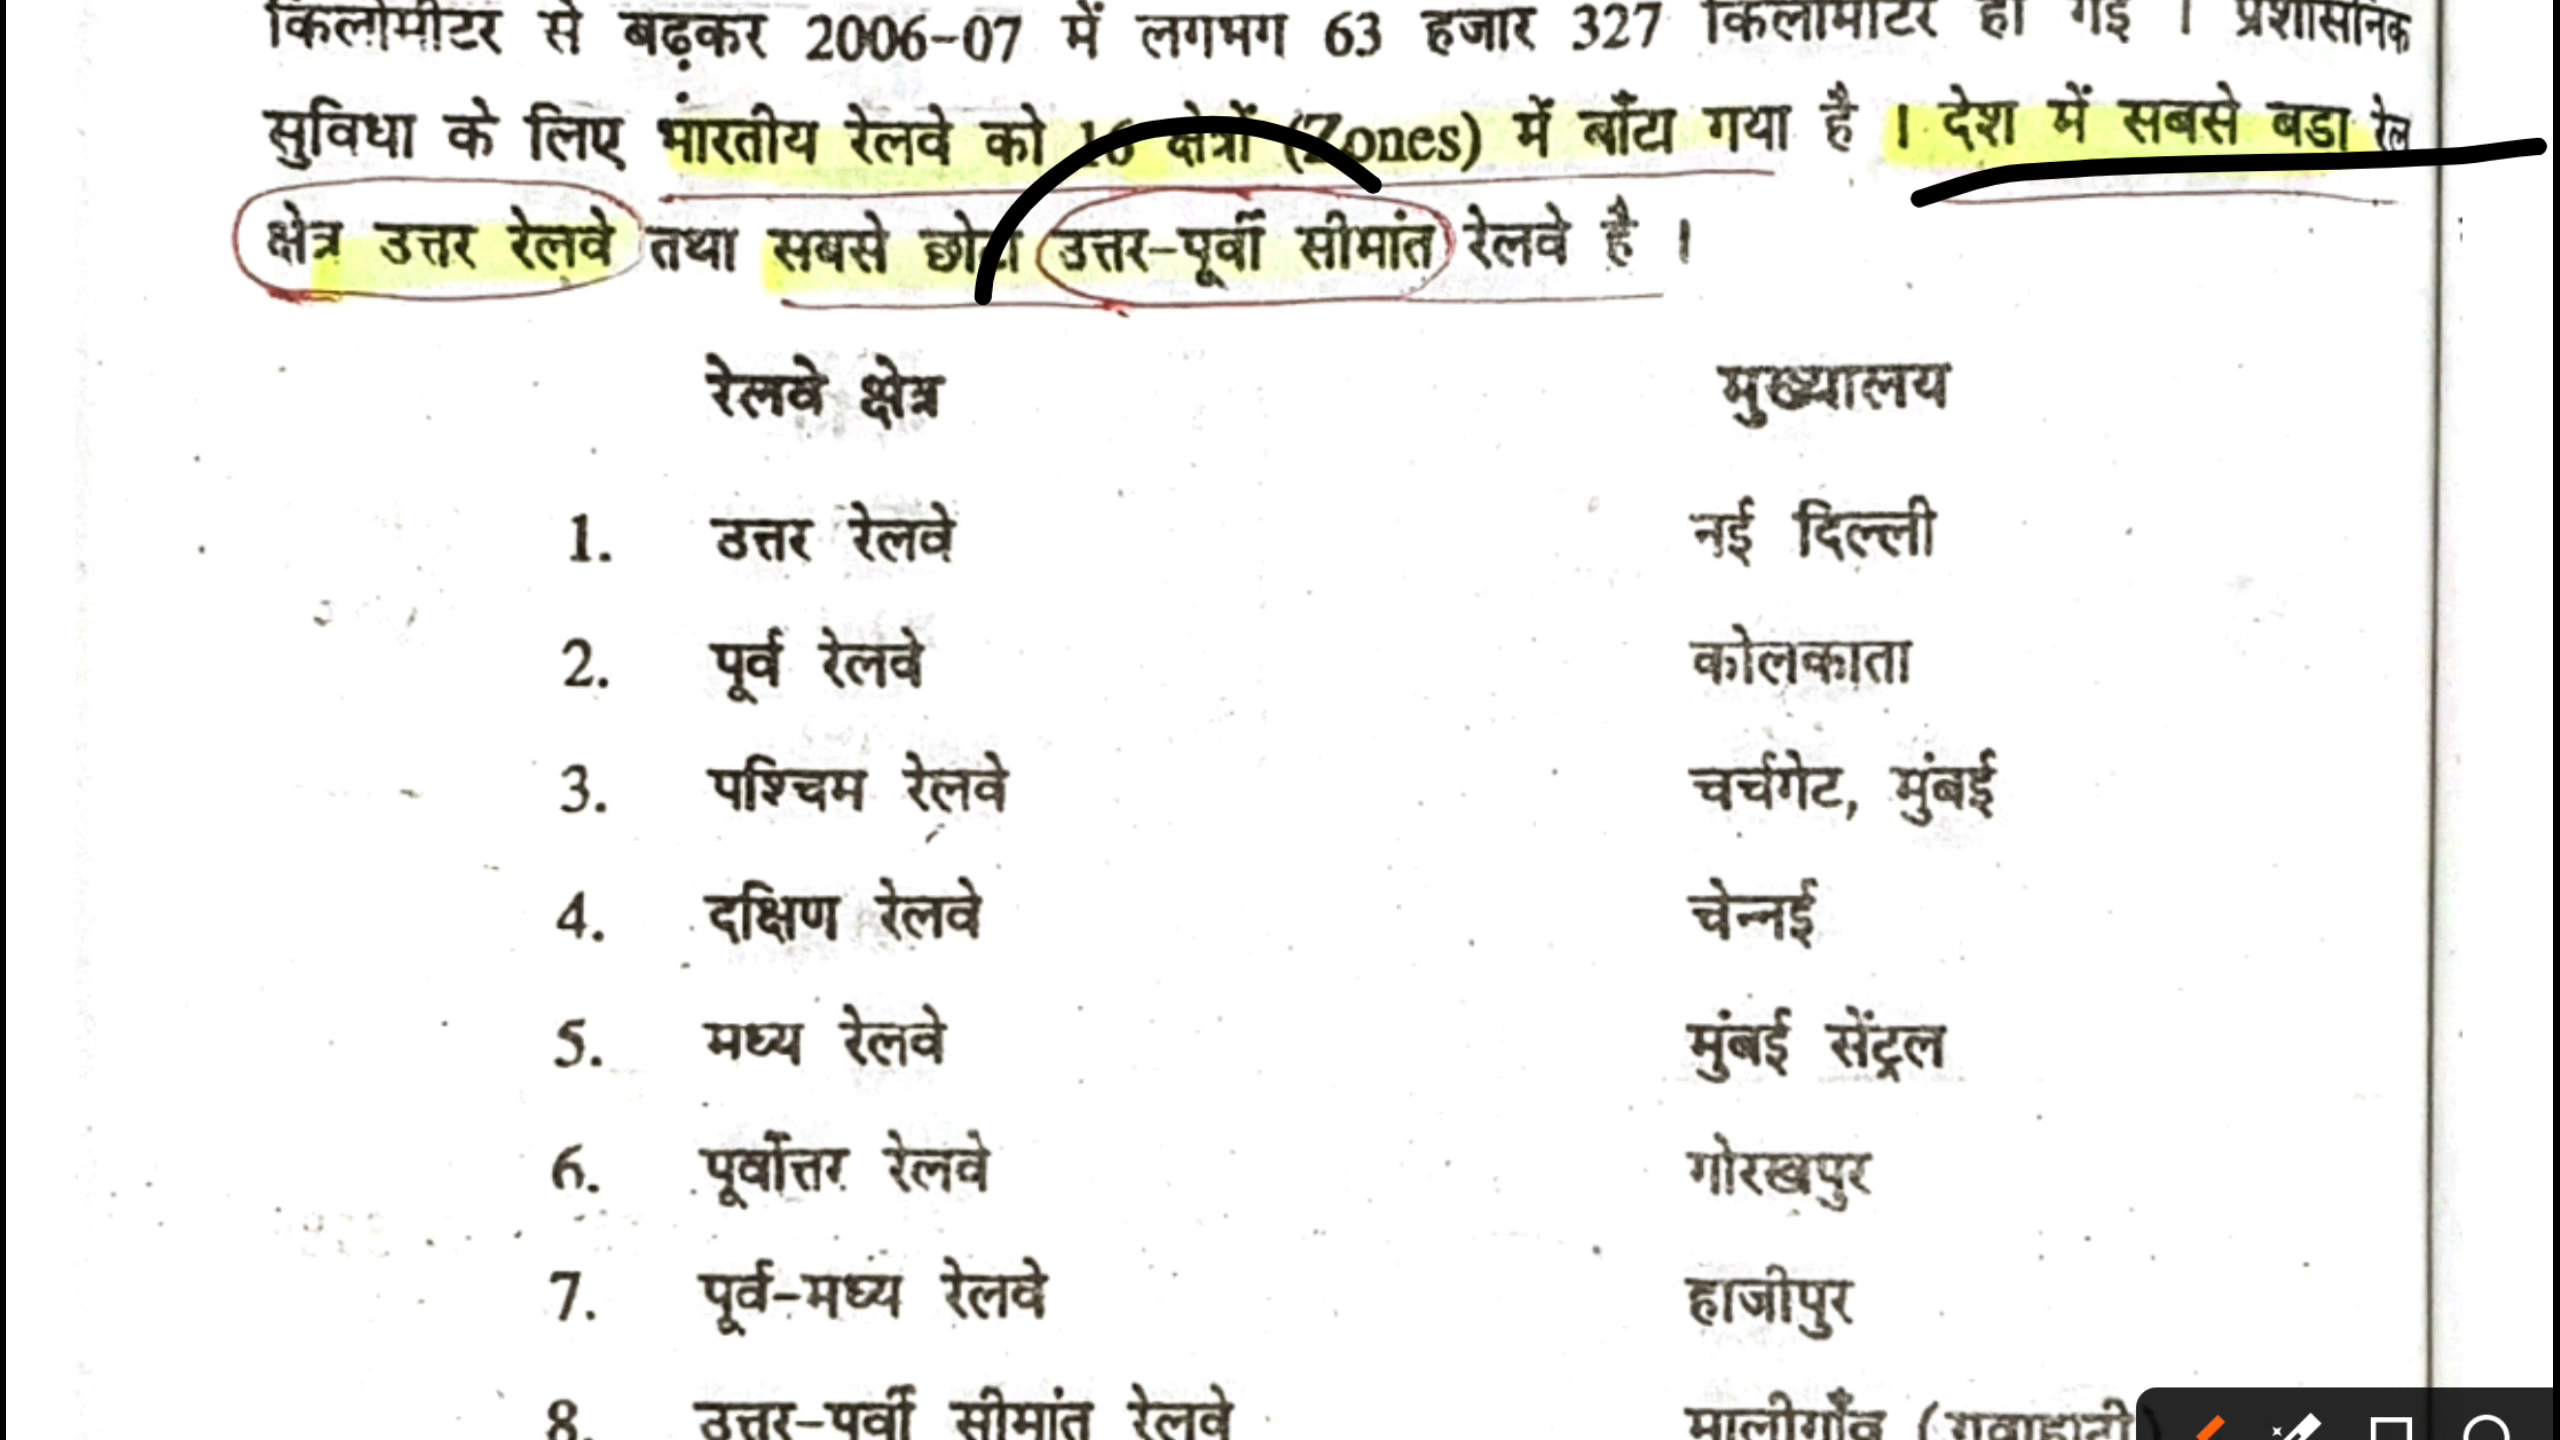 किलोमीटर से बढ़कर 2006-07 में लगभग 63 हजार 327 किलोमीटर हो गई । प्रशासनिक
सुविधा के लिए भारतीय रेलवे को 16 क्षेत्रों (Zones) में बाँटा गया है । देश में सबसे बडा रेल
क्षेत्र उत्तर रेलवे तथा सबसे छोटा उत्तर-पूर्वी सीमांत रेलवे है ।
रेलवे क्षेत्र मुख्यालय
1. उत्तर रेलवे नई दिल्ली
2. पूर्व रेलवे कोलकाता
3. पश्चिम रेलवे चर्चगेट, मुंबई
4. दक्षिण रेलवे चेन्नई
5. मध्य रेलवे मुंबई सेंट्रल
6. पूर्वोत्तर रेलवे गोरखपुर
7. पूर्व-मध्य रेलवे हाजीपुर
8. उत्तर-पूर्वी सीमांत रेलवे मालीगाँव (गुवाहाटी)